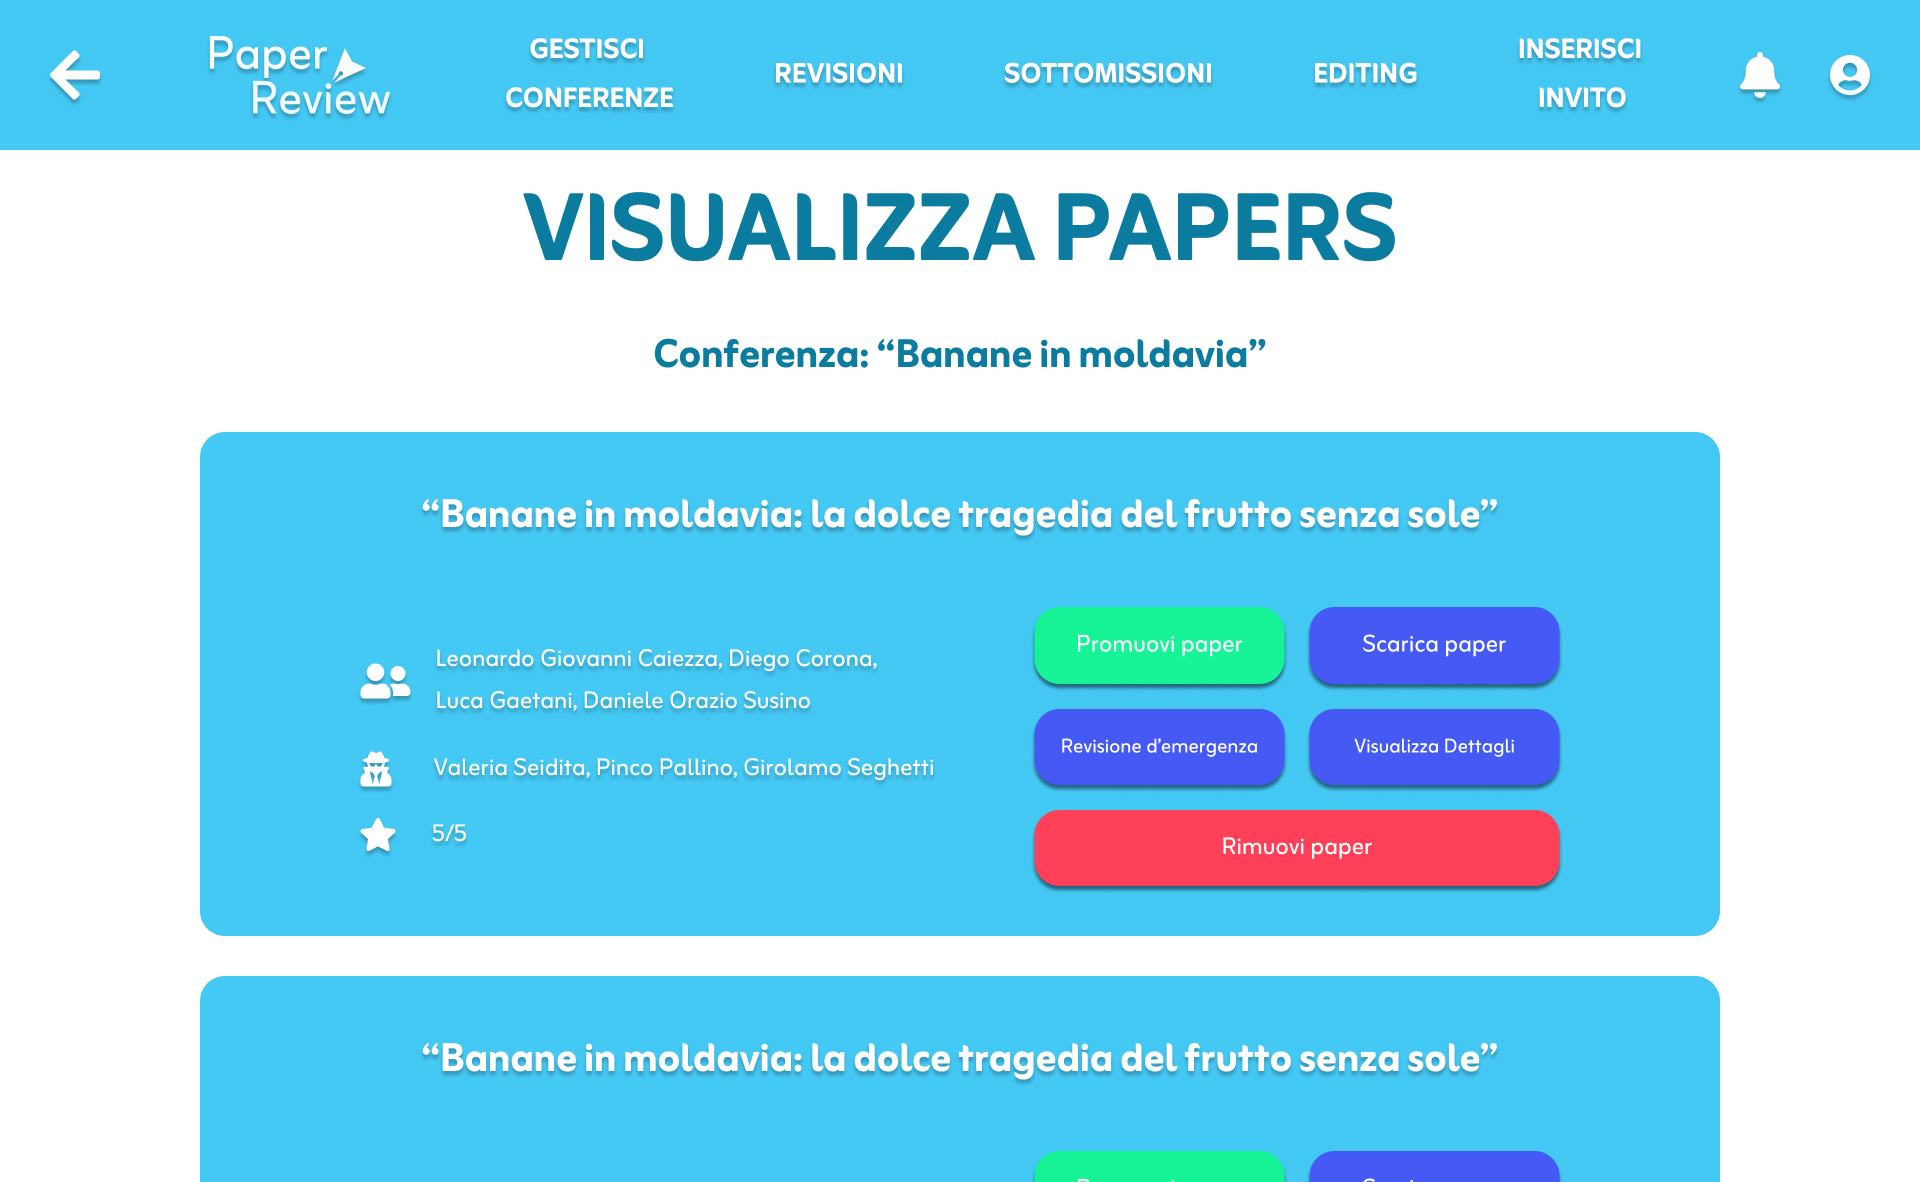 Paper
Review
GESTISCI
CONFERENZE
REVISIONI
SOTTOMISSIONI
EDITING
INSERISCI
INVITO
VISUALIZZA PAPERS
Conferenza: “Banane in moldavia”
“Banane in moldavia: la dolce tragedia del frutto senza sole”
Leonardo Giovanni Caiezza, Diego Corona,
Luca Gaetani, Daniele Orazio Susino
Valeria Seidita, Pinco Pallino, Girolamo Seghetti
5/5
Promuovi paper
Scarica paper
Revisione d’emergenza
Visualizza Dettagli
Rimuovi paper
“Banane in moldavia: la dolce tragedia del frutto senza sole”